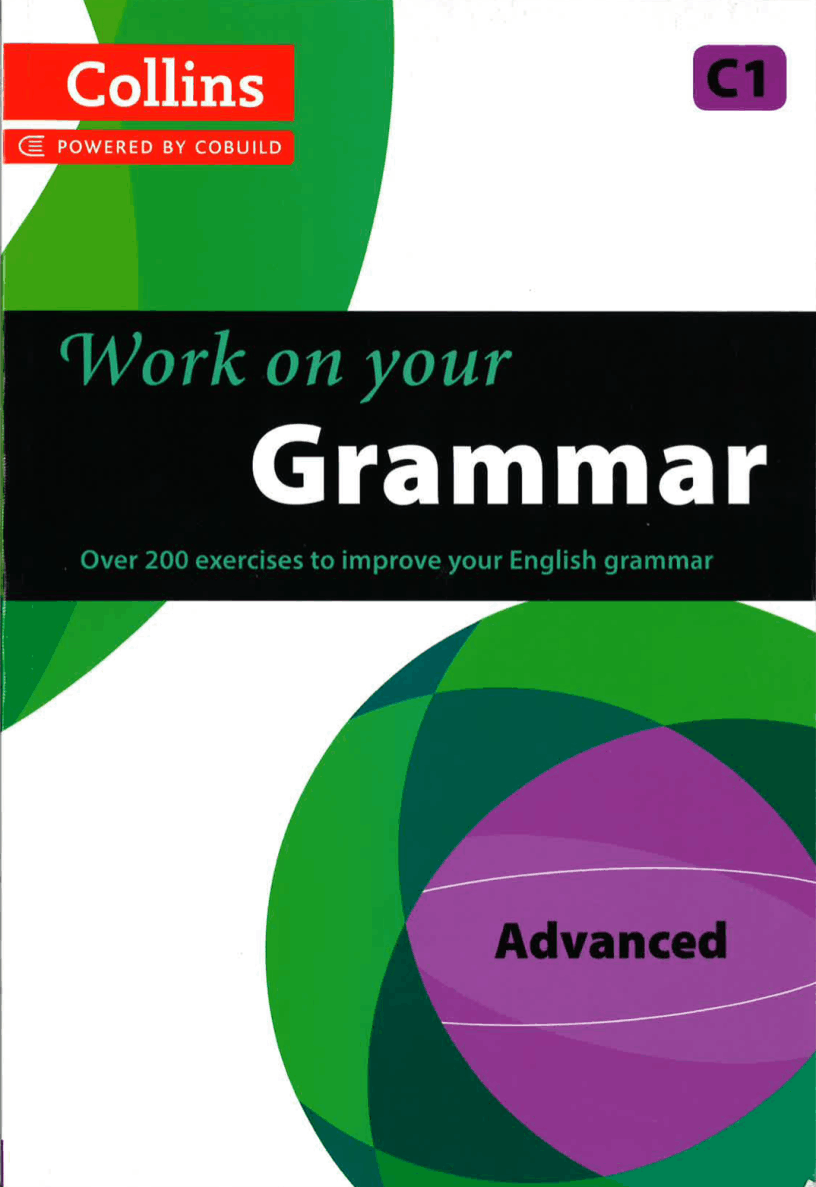 Collins
C1
POWERED BY COBUILD
Work on your
Grammar
Over 200 exercises to improve your English grammar
Advanced